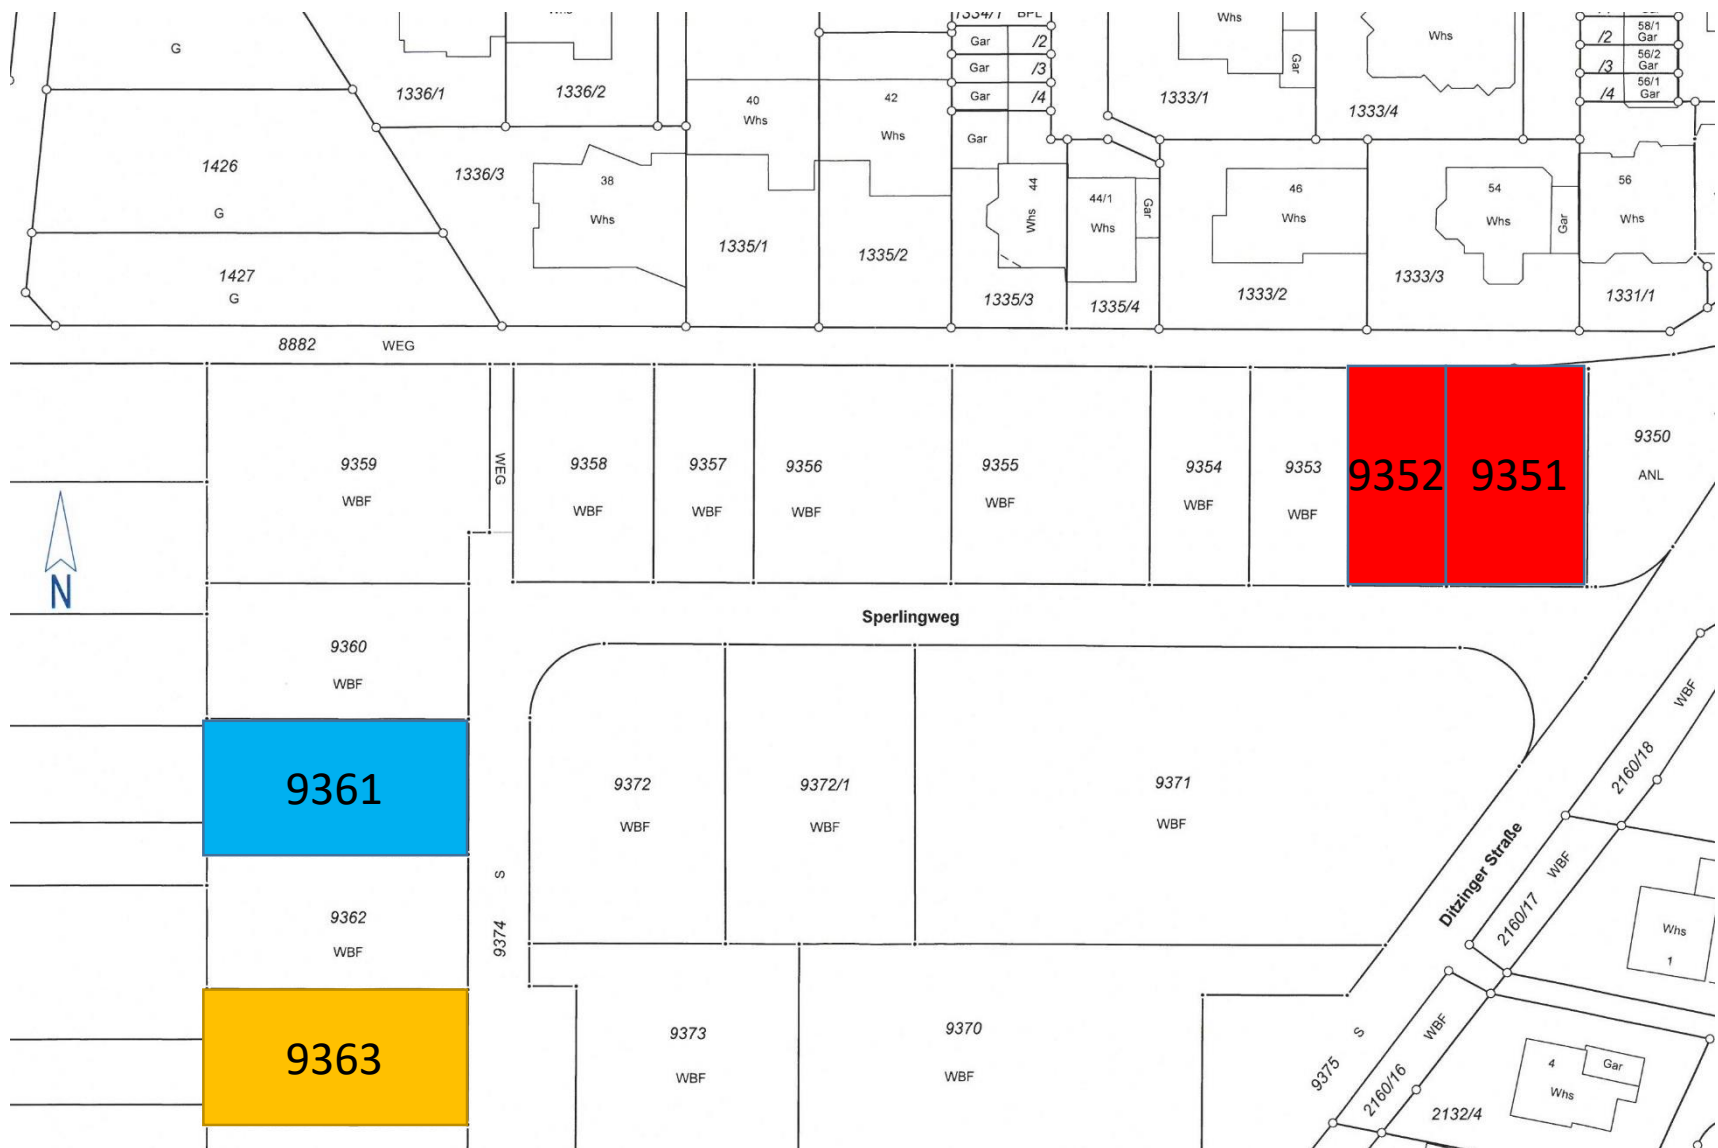 1334/1 BPL
Whs
Whs
58/1
Gar
/2
Gar /2
G
Whs
56/2
Gar
/3
Gar /3
Gar
56/1
Gar
/4
1336/1
1336/2
Gar /4
1333/1
1333/4
40
Whs
42
Whs
Gar
1426
G
1336/3
38
Whs
44
Whs
44/1
Whs
Gar
46
Whs
54
Whs
Gar
56
Whs
1427
G
1335/1
1335/2
1335/3
1335/4
1333/2
1333/3
1331/1
8882 WEG
9359
WBF
WEG
9358
WBF
9357
WBF
9356
WBF
9355
WBF
9354
WBF
9353
WBF
9352
9351
9350
ANL
N
Sperlingweg
9360
WBF
9361
9362
WBF
9363
9374 S
9372
WBF
9372/1
WBF
9371
WBF
9373
WBF
9370
WBF
Ditzinger Straße
2160/18 WBF
2160/17 WBF
2160/16 WBF
9375 S
Whs
1
4
Whs
Gar
2132/4